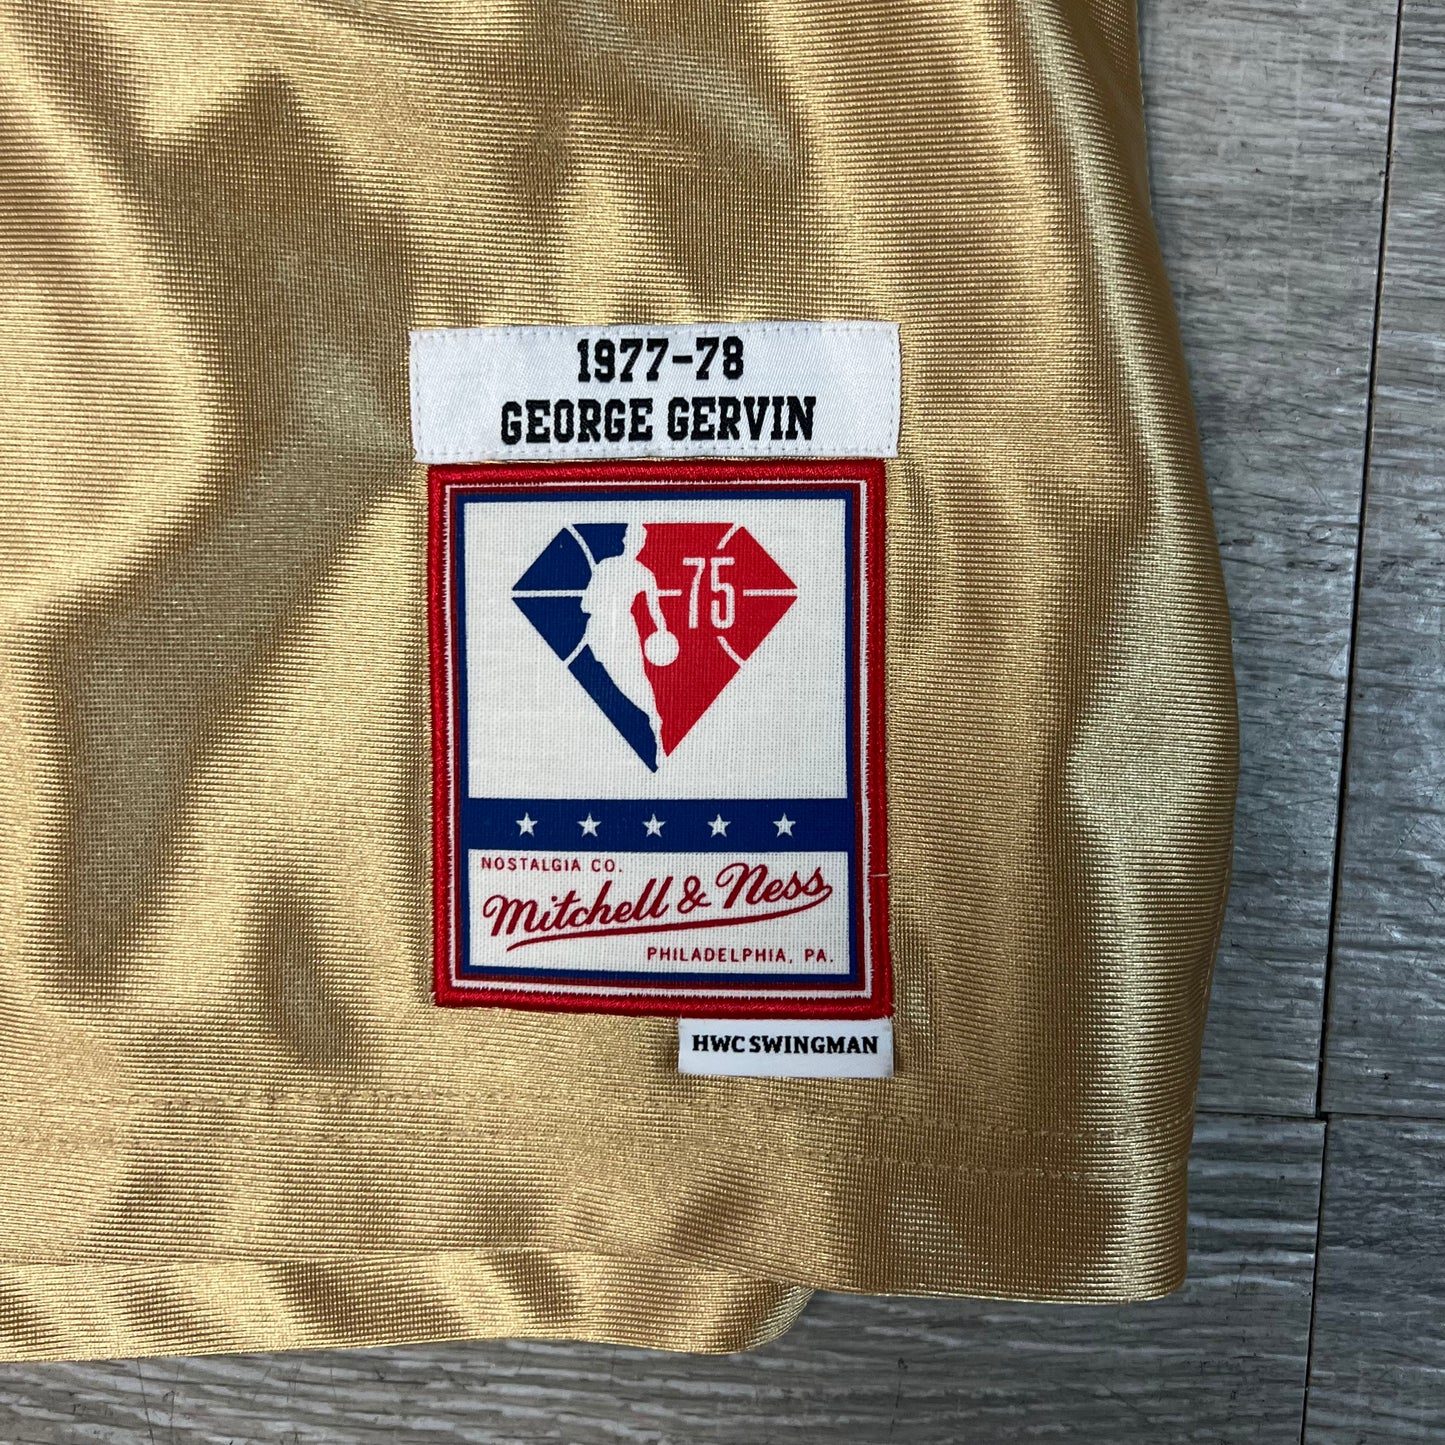 1977-78
GEORGE GERVIN
75
NOSTALGIA CO.
Mitchell & Ness
PHILADELPHIA, PA.
HWC SWINGMAN